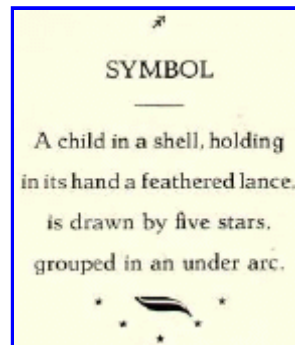 SYMBOL
A child in a shell, holding
in its hand a feathered lance,
is drawn by five stars,
grouped in an under arc.